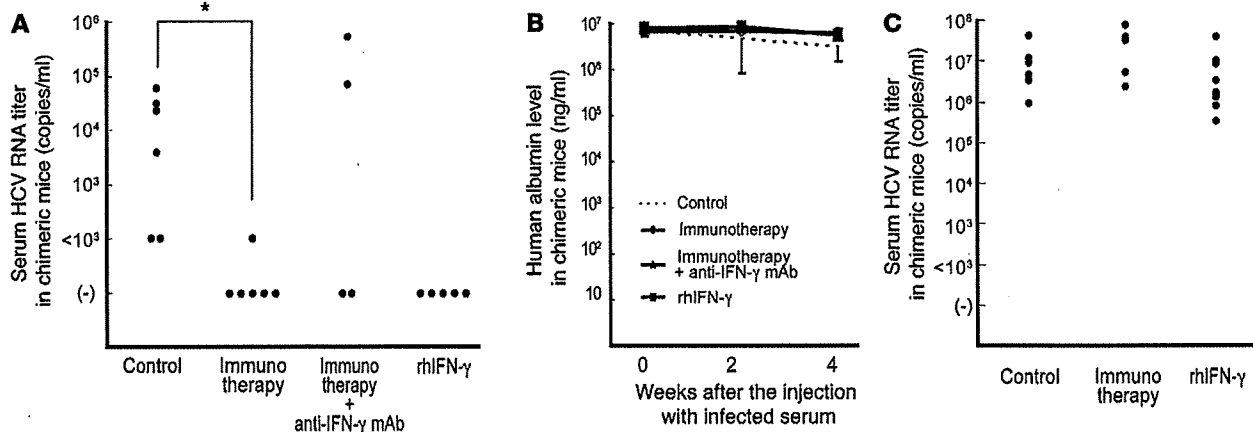 A
Serum HCV RNA titer
in chimeric mice (copies/ml)
10⁶
10⁵
10⁴
10³
<10³
(-)
*
Control
Immuno
therapy
Immuno
therapy
+
anti-IFN-γ mAb
rhIFN-γ
B
Human albumin level
in chimeric mice (ng/ml)
10⁷
10⁶
10⁵
10⁴
10³
10²
10
Control
Immunotherapy
Immunotherapy
+ anti-IFN-γ mAb
rhIFN-γ
0 2 4
Weeks after the injection
with infected serum
C
Serum HCV RNA titer
in chimeric mice (copies/ml)
10⁸
10⁷
10⁶
10⁵
10⁴
<10³
(-)
Control
Immuno
therapy
rhIFN-γ